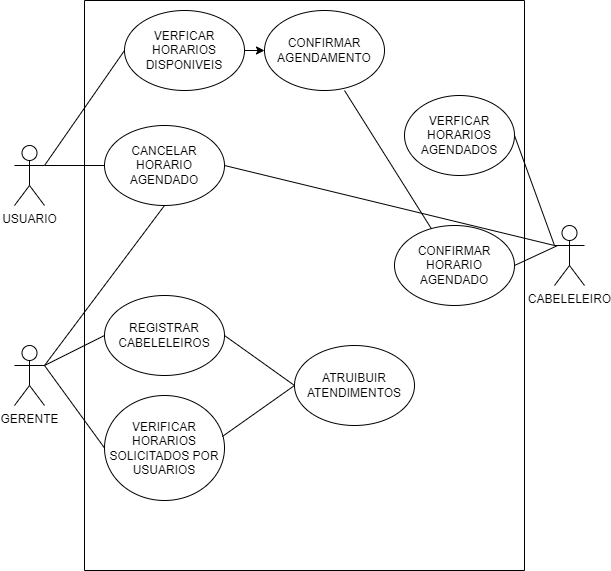 VERFICAR
HORARIOS
DISPONIVEIS
CONFIRMAR
AGENDAMENTO
VERFICAR
HORARIOS
AGENDADOS
CANCELAR
HORARIO
AGENDADO
USUARIO
CONFIRMAR
HORARIO
AGENDADO
CABELELEIRO
REGISTRAR
CABELEIROS
ATRUIBUIR
ATENDIMENTOS
GERENTE
VERIFICAR
HORARIOS
SOLICITADOS POR
USUARIOS